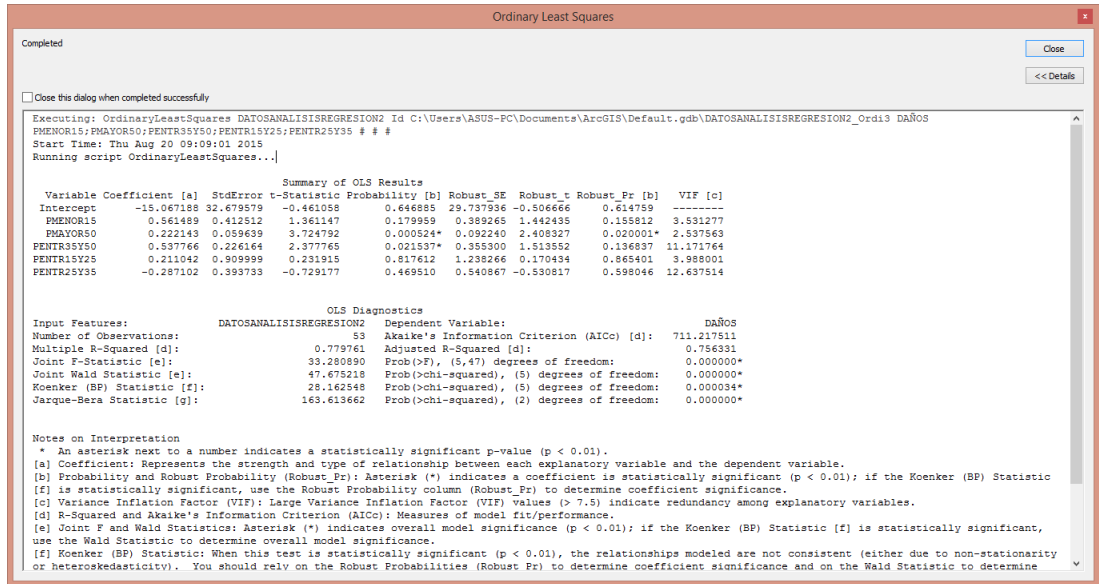 Ordinary Least Squares
x
Completed
Close
<< Details
Close this dialog when completed successfully
Executing: OrdinaryLeastSquares DATOSANALISISREGRESION2 Id C:\Users\ASUS-PC\Documents\ArcGIS\Default.gdb\DATOSANALISISREGRESION2_Ordi3 DAÑOS
PMENOR15;PMAYOR50;PENTR35Y50;PENTR15Y25;PENTR25Y35 # # #
Start Time: Thu Aug 20 09:09:01 2015
Running script OrdinaryLeastSquares...
Summary of OLS Results
Variable Coefficient [a] StdError t-Statistic Probability [b] Robust_SE Robust_t Robust_Pr [b] VIF [c]
Intercept -15.067188 32.679579 -0.461058 0.646885 29.737936 -0.506666 0.614759 --------
PMENOR15 0.561489 0.412512 1.361147 0.179959 0.389265 1.442435 0.155812 3.531277
PMAYOR50 0.222143 0.059639 3.724792 0.000524* 0.092240 2.408327 0.020001* 2.537563
PENTR35Y50 0.537766 0.226164 2.377765 0.021537* 0.355300 1.513552 0.136837 11.171764
PENTR15Y25 0.211042 0.909999 0.231915 0.817612 1.238266 0.170434 0.865401 3.988001
PENTR25Y35 -0.287102 0.393733 -0.729177 0.469510 0.540867 -0.530817 0.598046 12.637514
OLS Diagnostics
Input Features: DATOSANALISISREGRESION2 Dependent Variable: DAÑOS
Number of Observations: 53 Akaike's Information Criterion (AICc) [d]: 711.217511
Multiple R-Squared [d]: 0.779761 Adjusted R-Squared [d]: 0.756331
Joint F-Statistic [e]: 33.280890 Prob(>F), (5,47) degrees of freedom: 0.000000*
Joint Wald Statistic [e]: 47.675218 Prob(>chi-squared), (5) degrees of freedom: 0.000000*
Koenker (BP) Statistic [f]: 28.162548 Prob(>chi-squared), (5) degrees of freedom: 0.000034*
Jarque-Bera Statistic [g]: 163.613662 Prob(>chi-squared), (2) degrees of freedom: 0.000000*
Notes on Interpretation
* An asterisk next to a number indicates a statistically significant p-value (p < 0.01).
[a] Coefficient: Represents the strength and type of relationship between each explanatory variable and the dependent variable.
[b] Probability and Robust Probability (Robust_Pr): Asterisk (*) indicates a coefficient is statistically significant (p < 0.01); if the Koenker (BP) Statistic
[f] is statistically significant, use the Robust Probability column (Robust_Pr) to determine coefficient significance.
[c] Variance Inflation Factor (VIF): Large Variance Inflation Factor (VIF) values (> 7.5) indicate redundancy among explanatory variables.
[d] R-Squared and Akaike's Information Criterion (AICc): Measures of model fit/performance.
[e] Joint F and Wald Statistics: Asterisk (*) indicates overall model significance (p < 0.01); if the Koenker (BP) Statistic [f] is statistically significant,
use the Wald Statistic to determine overall model significance.
[f] Koenker (BP) Statistic: When this test is statistically significant (p < 0.01), the relationships modeled are not consistent (either due to non-stationarity
or heteroskedasticity). You should rely on the Robust Probabilities (Robust_Pr) to determine coefficient significance and on the Wald Statistic to determine